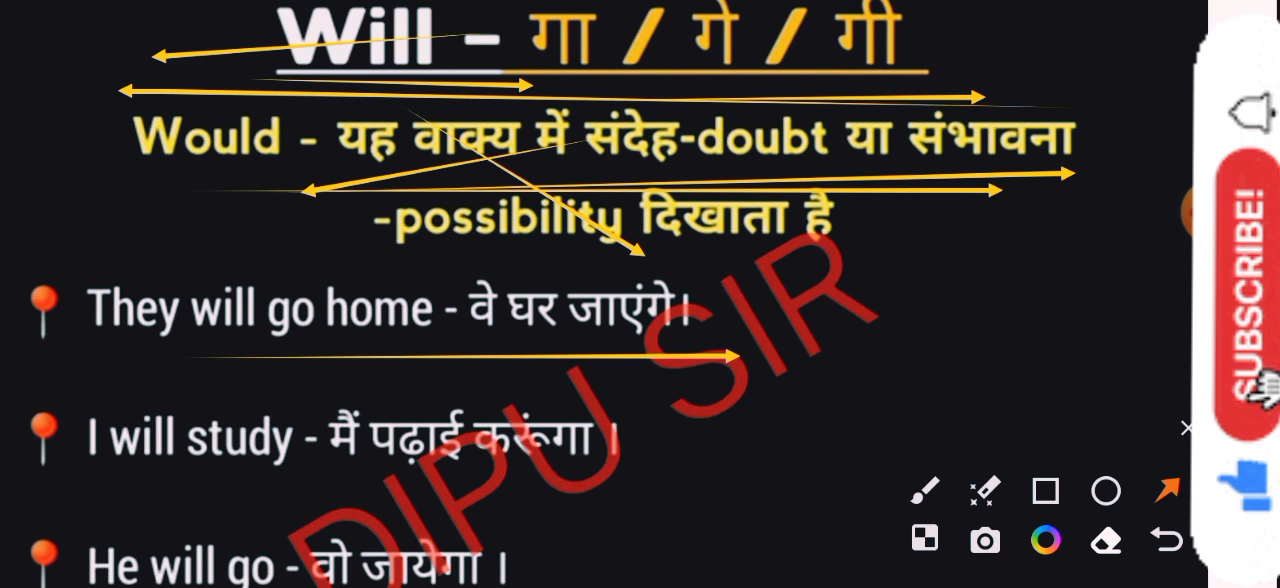 Will - गा / गे / गी
Would - यह वाक्य में संदेह-doubt या संभावना
-possibility दिखाता है
They will go home - वे घर जाएंगे।
I will study - मैं पढ़ाई करूंगा ।
He will go - वो जायेगा ।
DIPU SIR
SUBSCRIBE!